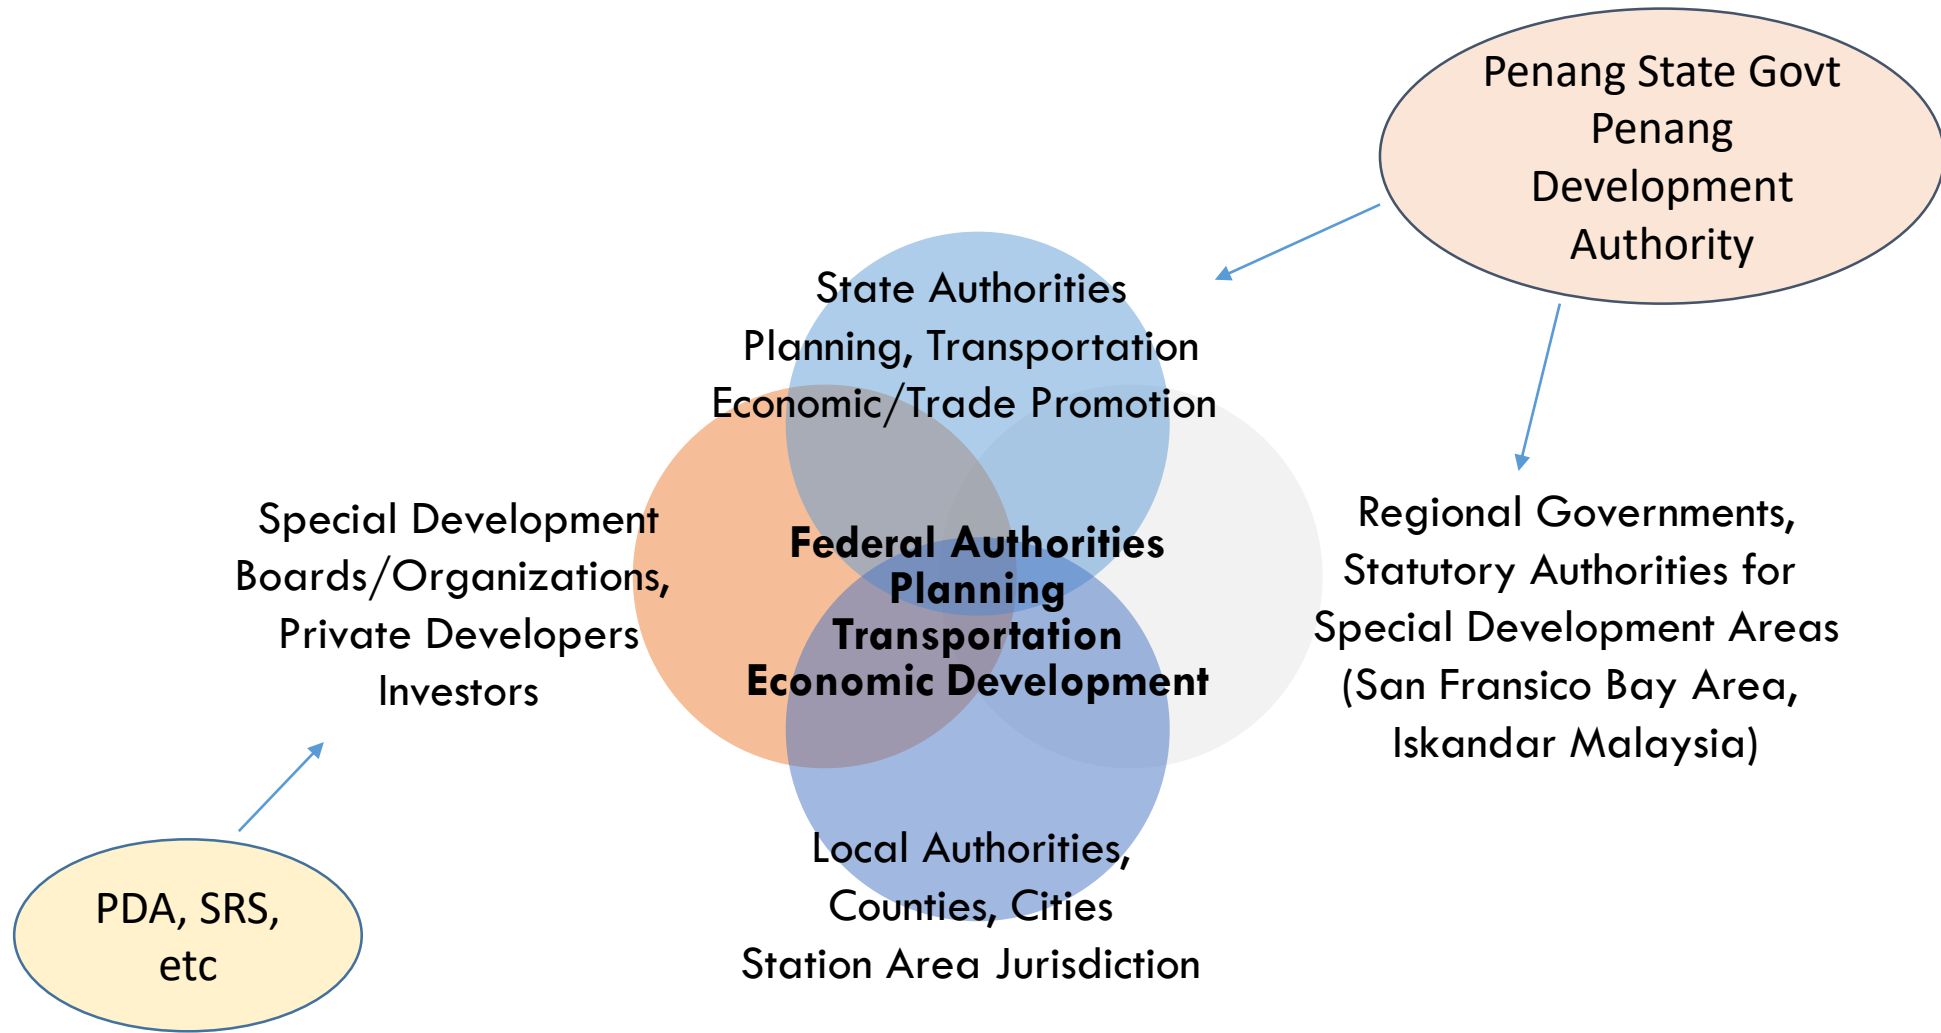 Penang State Govt
Penang
Development
Authority
State Authorities
Planning, Transportation
Economic/Trade Promotion
Special Development
Boards/Organizations,
Private Developers
Investors
Federal Authorities
Planning
Transportation
Economic Development
Regional Governments,
Statutory Authorities for
Special Development Areas
(San Fransico Bay Area,
Iskandar Malaysia)
Local Authorities,
Counties, Cities
Station Area Jurisdiction
PDA, SRS,
etc